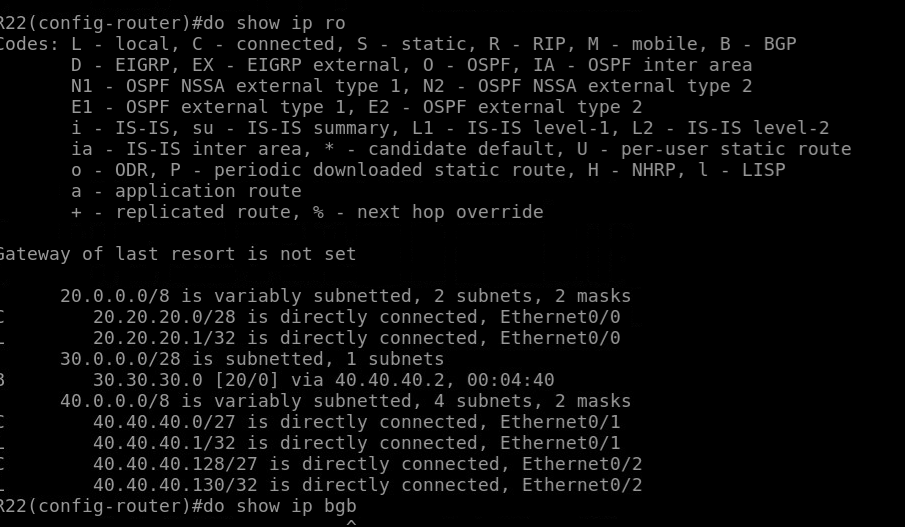 R22(config-router)#do show ip ro
Codes: L - local, C - connected, S - static, R - RIP, M - mobile, B - BGP
       D - EIGRP, EX - EIGRP external, O - OSPF, IA - OSPF inter area
       N1 - OSPF NSSA external type 1, N2 - OSPF NSSA external type 2
       E1 - OSPF external type 1, E2 - OSPF external type 2
       i - IS-IS, su - IS-IS summary, L1 - IS-IS level-1, L2 - IS-IS level-2
       ia - IS-IS inter area, * - candidate default, U - per-user static route
       o - ODR, P - periodic downloaded static route, H - NHRP, l - LISP
       a - application route
       + - replicated route, % - next hop override

Gateway of last resort is not set

      20.0.0.0/8 is variably subnetted, 2 subnets, 2 masks
C        20.20.20.0/28 is directly connected, Ethernet0/0
L        20.20.20.1/32 is directly connected, Ethernet0/0
      30.0.0.0/28 is subnetted, 1 subnets
B        30.30.30.0 [20/0] via 40.40.40.2, 00:04:40
      40.0.0.0/8 is variably subnetted, 4 subnets, 2 masks
C        40.40.40.0/27 is directly connected, Ethernet0/1
L        40.40.40.1/32 is directly connected, Ethernet0/1
C        40.40.40.128/27 is directly connected, Ethernet0/2
L        40.40.40.130/32 is directly connected, Ethernet0/2
R22(config-router)#do show ip bgb
                                ^